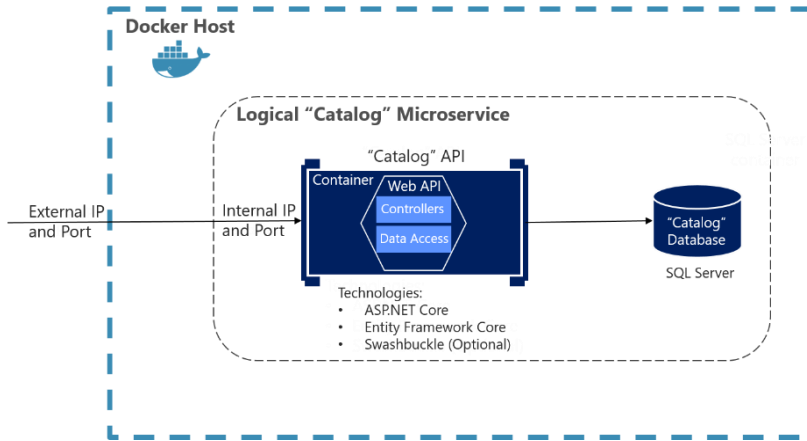 Docker Host
Logical “Catalog” Microservice
“Catalog” API
Container
Web API
Controllers
Data Access
External IP
and Port
Internal IP
and Port
“Catalog”
Database
SQL Server
Technologies:
• ASP.NET Core
• Entity Framework Core
• Swashbuckle (Optional)